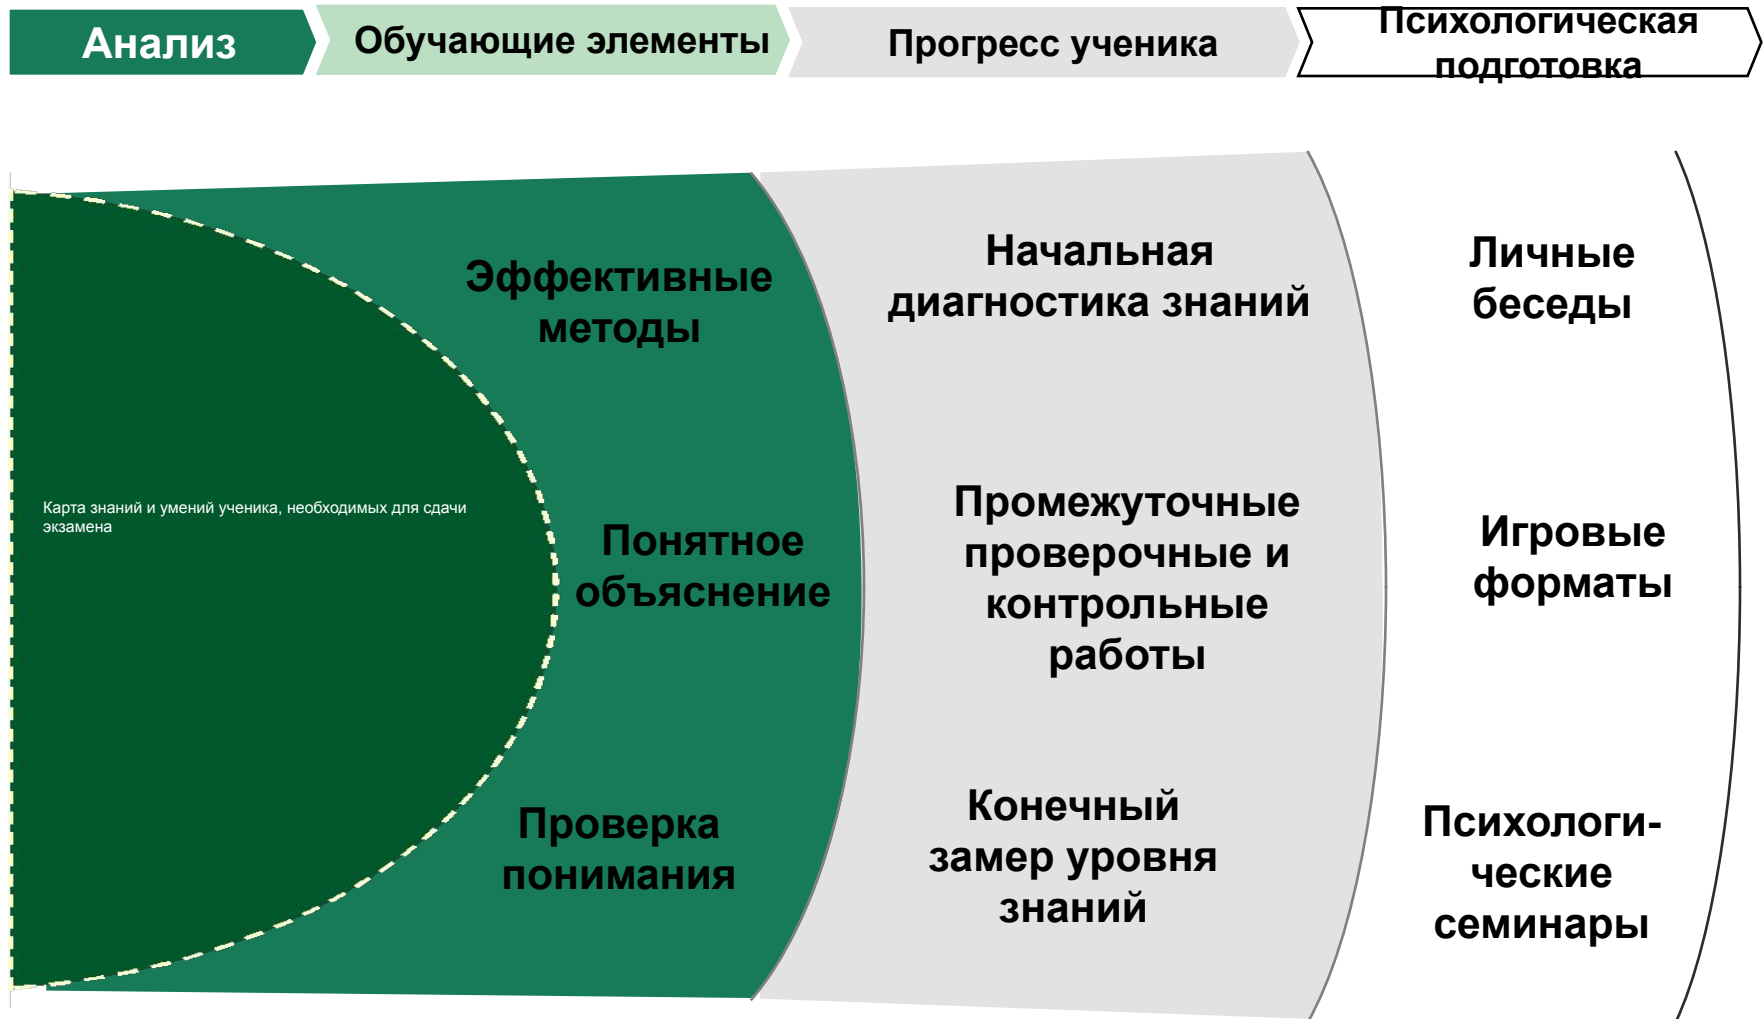 Анализ
Обучающие элементы
Прогресс ученика
Психологическая
подготовка
Карта знаний и умений ученика, необходимых для сдачи
экзамена
Эффективные
методы
Понятное
объяснение
Проверка
понимания
Начальная
диагностика знаний
Промежуточные
проверочные и
контрольные
работы
Конечный
замер уровня
знаний
Личные
беседы
Игровые
форматы
Психологи-
ческие
семинары